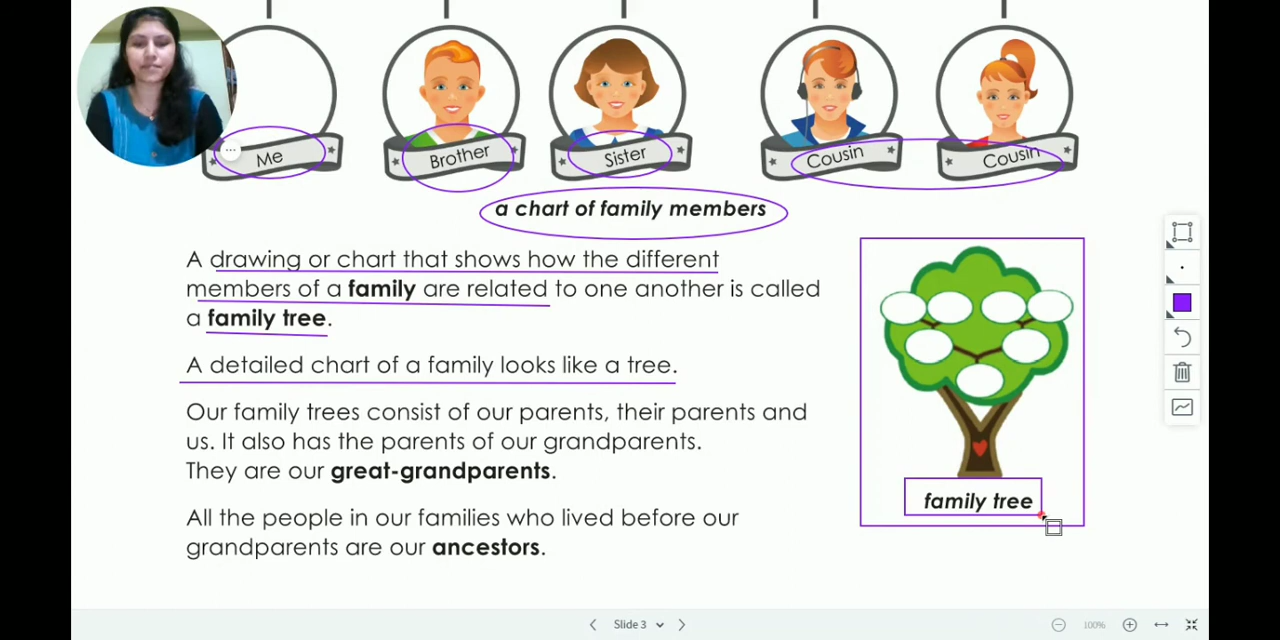 Me
Brother
Sister
Cousin
Cousin
a chart of family members
A drawing or chart that shows how the different
members of a family are related to one another is called
a family tree.
A detailed chart of a family looks like a tree.
Our family trees consist of our parents, their parents and
us. It also has the parents of our grandparents.
They are our great-grandparents.
All the people in our families who lived before our
grandparents are our ancestors.
family tree
Slide 3
100%